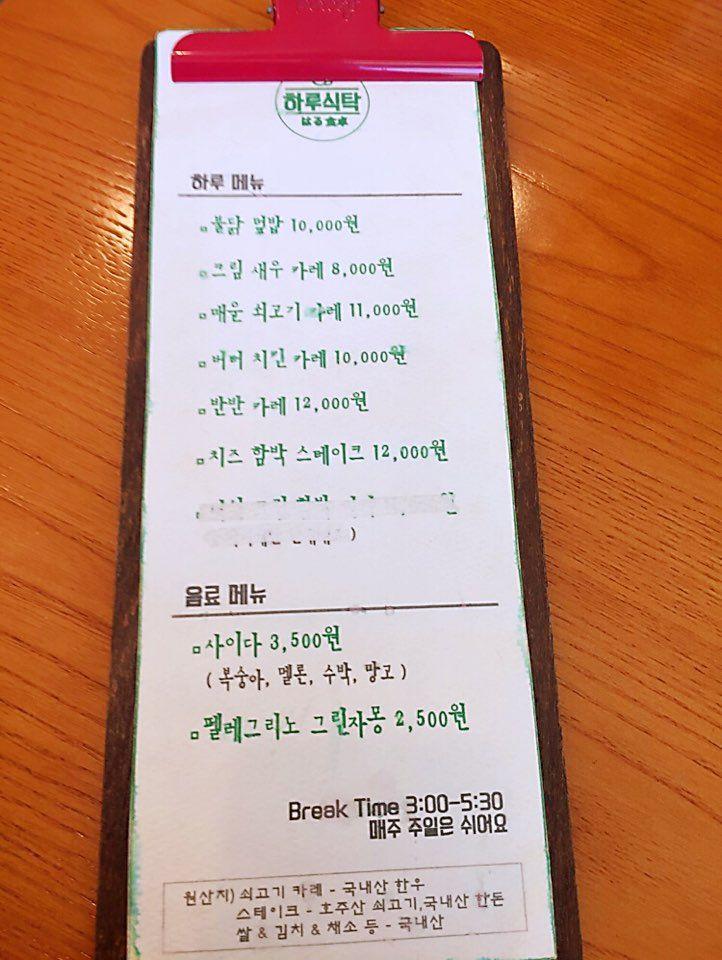 하루식탁
はる食卓
하루 메뉴
불닭 덮밥 10,000원
크림 새우 카레 8,000원
매운 쇠고기 카레 11,000원
버터 치킨 카레 10,000원
반반 카레 12,000원
치즈 함박 스테이크 12,000원
음료 메뉴
사이다 3,500원
(복숭아, 멜론, 수박, 망고)
펠레그리노 그린자몽 2,500원
Break Time 3:00-5:30
매주 주일은 쉬어요
원산지) 쇠고기 카레 - 국내산 한우
스테이크 - 호주산 쇠고기,국내산 한돈
쌀 & 김치 & 채소 등 - 국내산